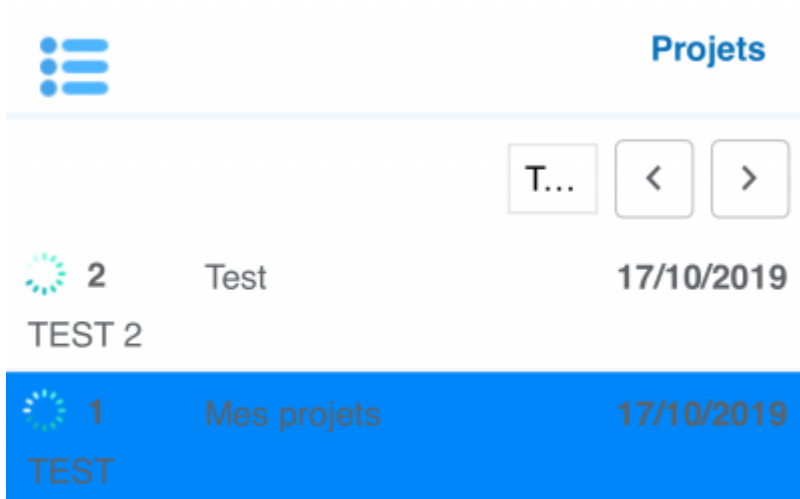 Projets
T...
2 Test 17/10/2019
TEST 2
1 Mes projets 17/10/2019
TEST